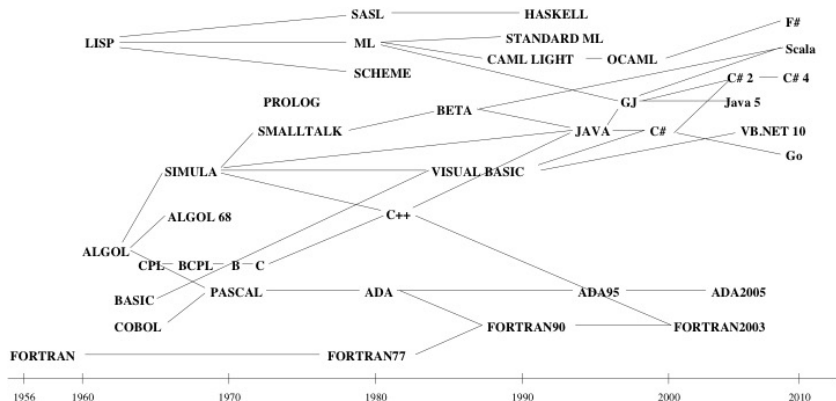 SASL HASKELL
F#
LISP ML STANDARD ML
Scala
CAML LIGHT OCAML
SCHEME C# 2 C# 4
PROLOG GJ Java 5
BETA
SMALLTALK JAVA C# VB.NET 10
Go
SIMULA VISUAL BASIC
ALGOL 68 C++
ALGOL
CPL BCPL B C
BASIC PASCAL ADA ADA95 ADA2005
COBOL FORTRAN90 FORTRAN2003
FORTRAN FORTRAN77
1956 1960 1970 1980 1990 2000 2010